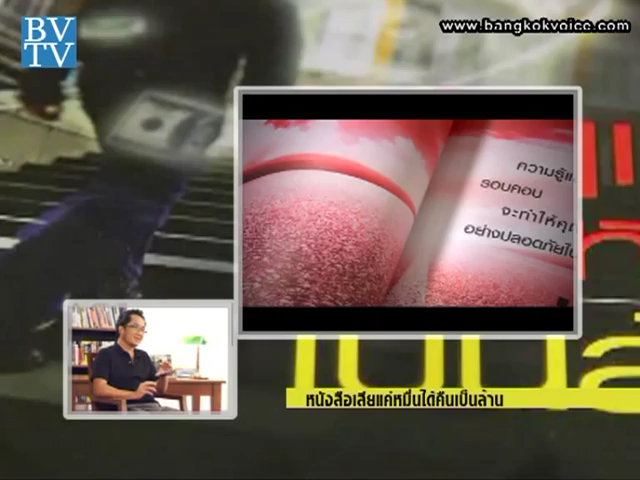 BV
TV
www.bangkokvoice.com
ความรู้แ
รอบคอบ
จะทำให้คุณ
อย่างปลอดภัยไป
หนังสือเสียแค่หมื่นได้คืนเป็นล้าน